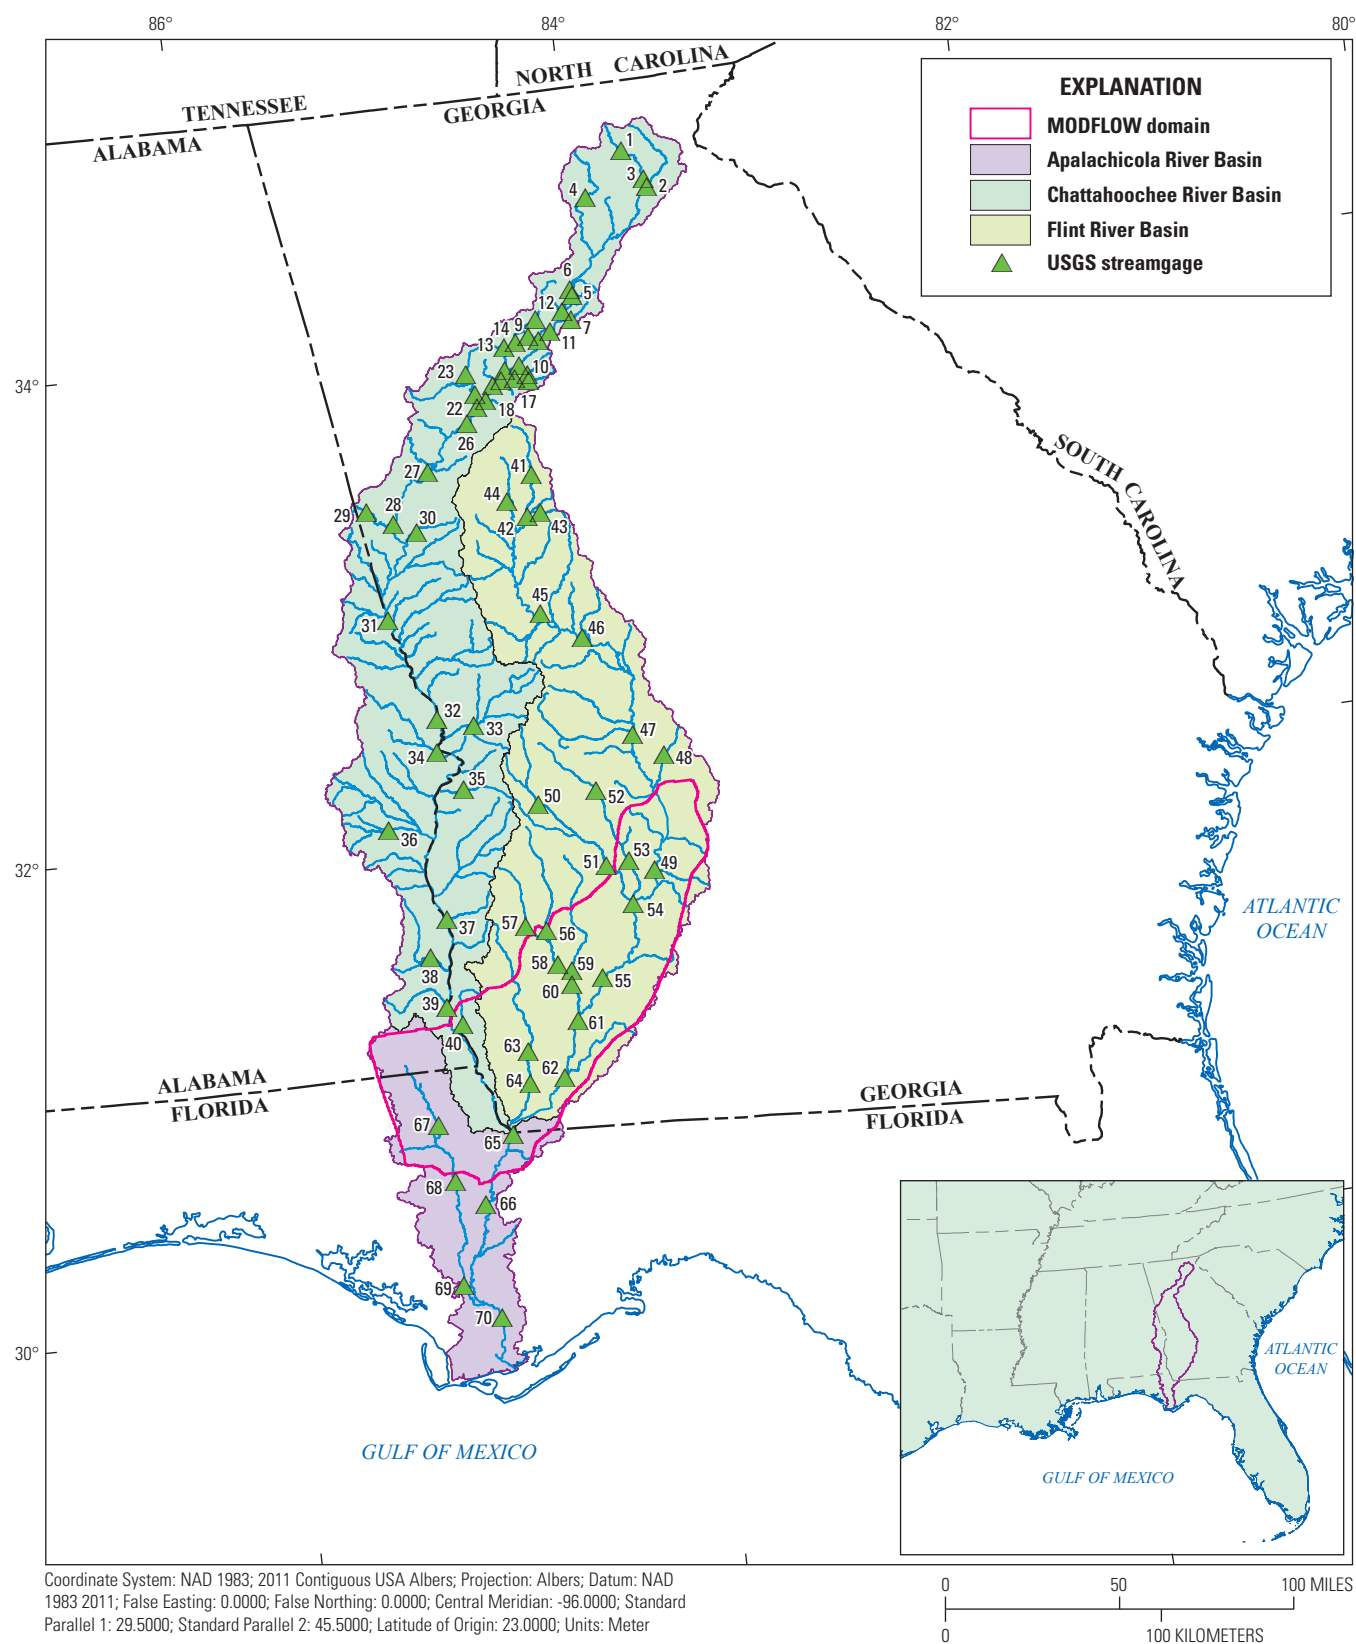 86°
84°
82°
80°
NORTH CAROLINA
TENNESSEE
GEORGIA
ALABAMA
EXPLANATION
MODFLOW domain
Apalachicola River Basin
Chattahoochee River Basin
Flint River Basin
USGS streamgage
1
3
2
4
6
5
12
14
9
7
13
11
23
10
34°
22
18
17
26
SOUTH CAROLINA
27
41
44
29
28
30
42
43
45
31
46
32
33
47
34
48
35
50
52
36
32°
51
53
49
54
ATLANTIC
OCEAN
37
57
56
38
58
59
55
60
39
61
40
63
62
64
ALABAMA
FLORIDA
GEORGIA
FLORIDA
67
65
68
66
69
70
30°
GULF OF MEXICO
ATLANTIC
OCEAN
GULF OF MEXICO
Coordinate System: NAD 1983; 2011 Contiguous USA Albers; Projection: Albers; Datum: NAD
1983 2011; False Easting: 0.0000; False Northing: 0.0000; Central Meridian: -96.0000; Standard
Parallel 1: 29.5000; Standard Parallel 2: 45.5000; Latitude of Origin: 23.0000; Units: Meter
0 50 100 MILES
0 100 KILOMETERS